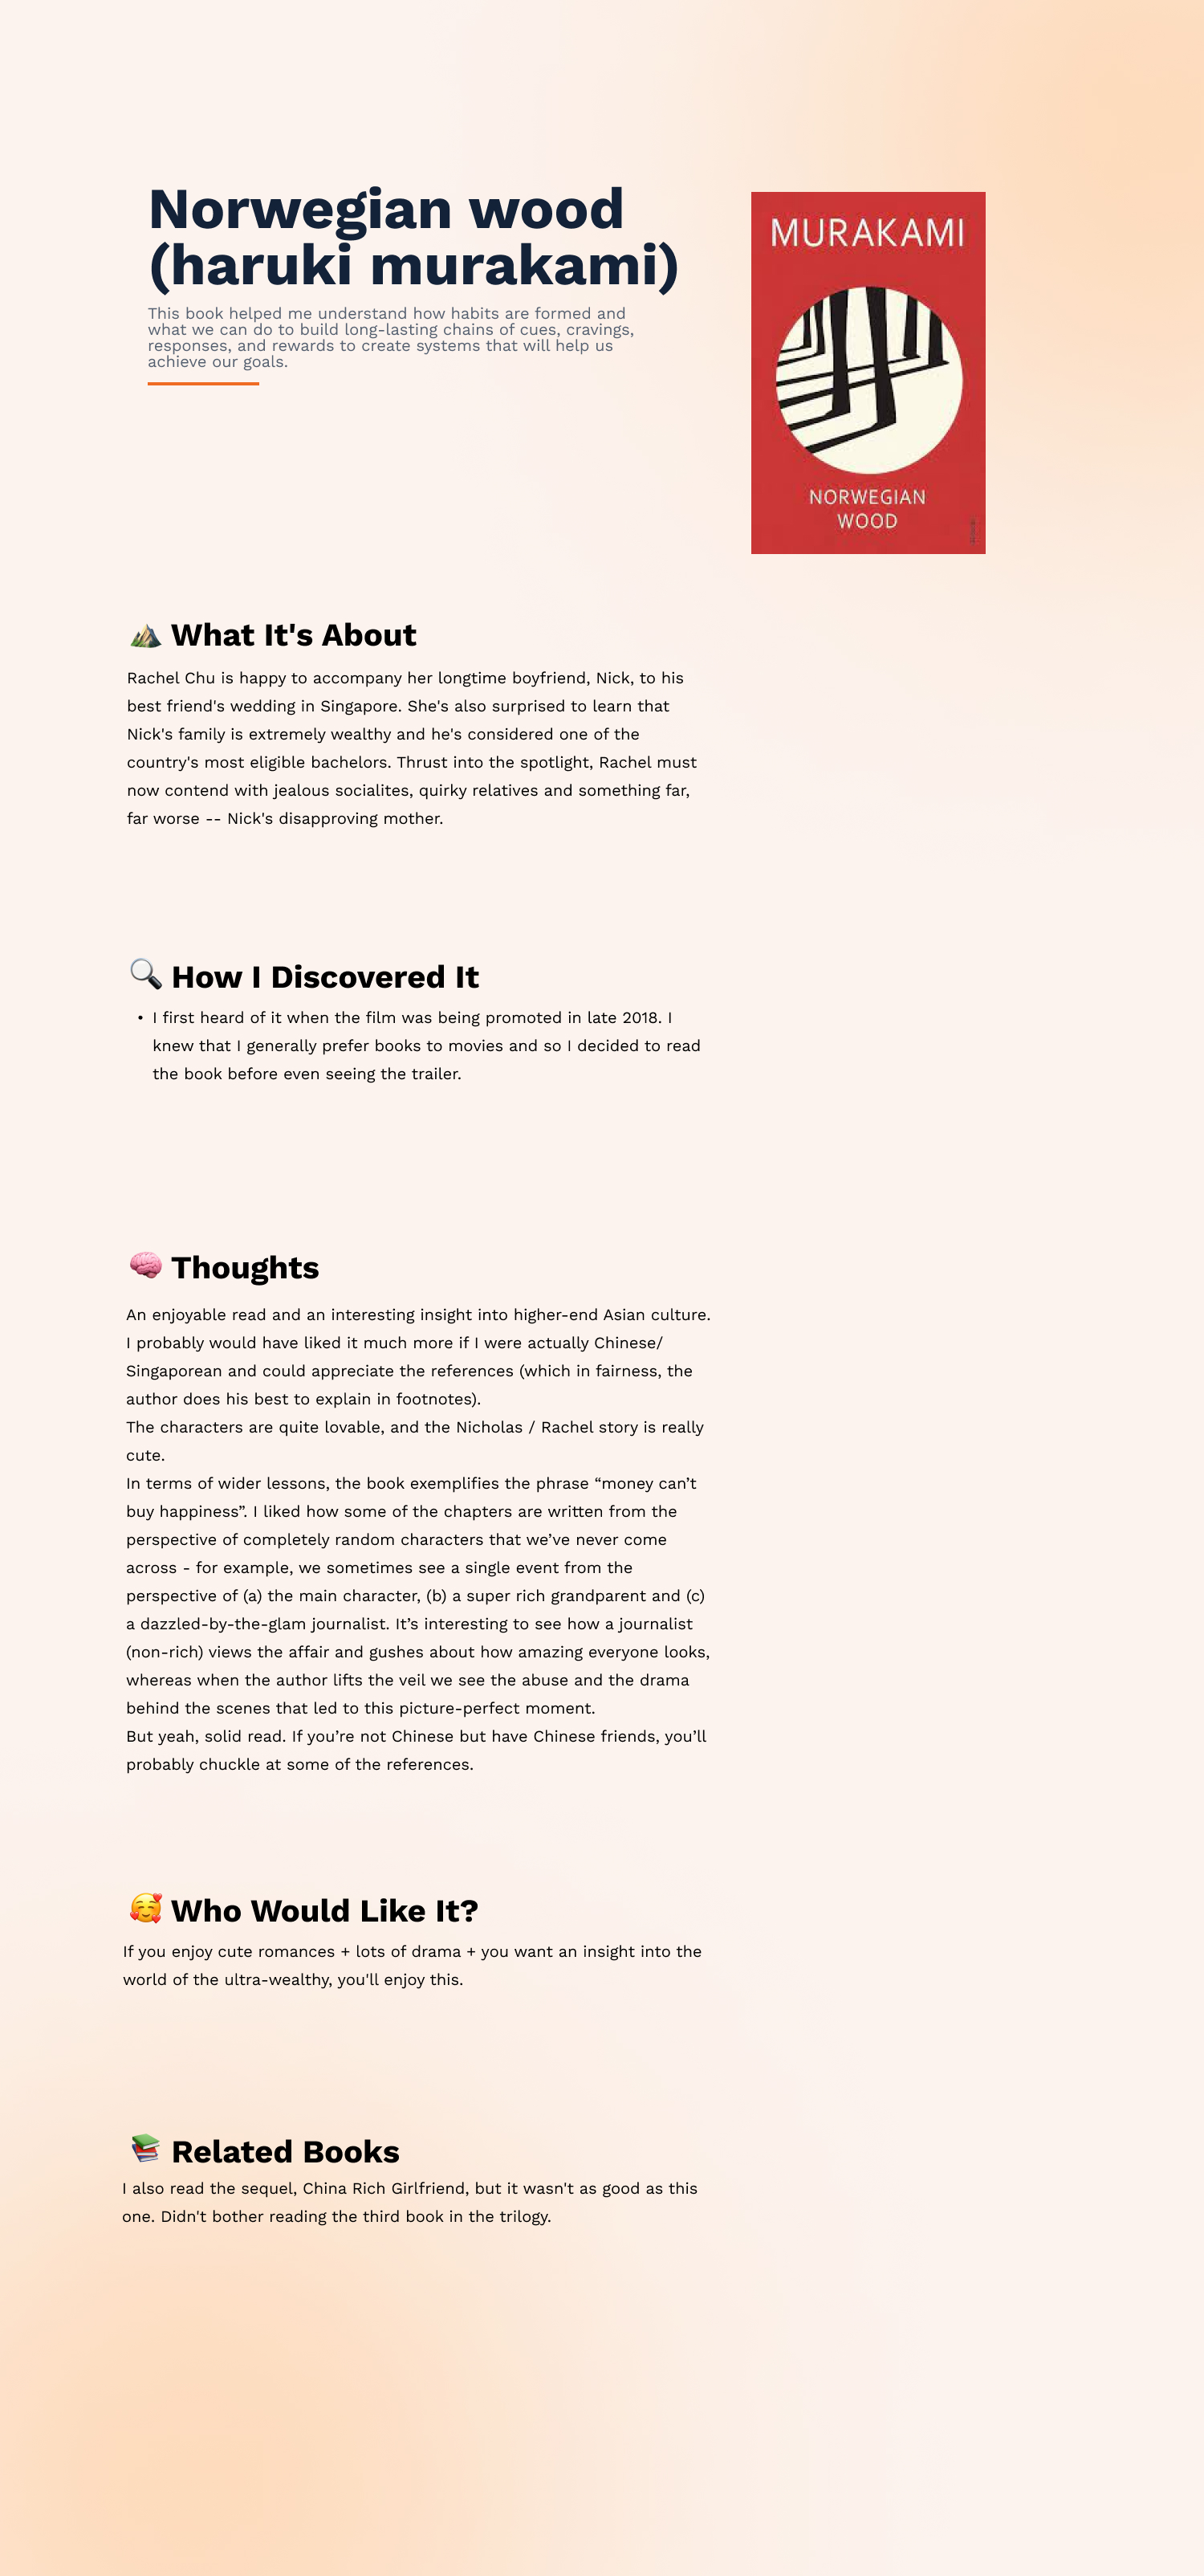 Norwegian wood
(haruki murakami)
This book helped me understand how habits are formed and
what we can do to build long-lasting chains of cues, cravings,
responses, and rewards to create systems that will help us
achieve our goals.
MURAKAMI
NORWEGIAN
WOOD
What It's About
Rachel Chu is happy to accompany her longtime boyfriend, Nick, to his
best friend's wedding in Singapore. She's also surprised to learn that
Nick's family is extremely wealthy and he's considered one of the
country's most eligible bachelors. Thrust into the spotlight, Rachel must
now contend with jealous socialites, quirky relatives and something far,
far worse -- Nick's disapproving mother.
How I Discovered It
• I first heard of it when the film was being promoted in late 2018. I
knew that I generally prefer books to movies and so I decided to read
the book before even seeing the trailer.
Thoughts
An enjoyable read and an interesting insight into higher-end Asian culture.
I probably would have liked it much more if I were actually Chinese/
Singaporean and could appreciate the references (which in fairness, the
author does his best to explain in footnotes).
The characters are quite lovable, and the Nicholas / Rachel story is really
cute.
In terms of wider lessons, the book exemplifies the phrase “money can’t
buy happiness”. I liked how some of the chapters are written from the
perspective of completely random characters that we’ve never come
across - for example, we sometimes see a single event from the
perspective of (a) the main character, (b) a super rich grandparent and (c)
a dazzled-by-the-glam journalist. It’s interesting to see how a journalist
(non-rich) views the affair and gushes about how amazing everyone looks,
whereas when the author lifts the veil we see the abuse and the drama
behind the scenes that led to this picture-perfect moment.
But yeah, solid read. If you’re not Chinese but have Chinese friends, you’ll
probably chuckle at some of the references.
Who Would Like It?
If you enjoy cute romances + lots of drama + you want an insight into the
world of the ultra-wealthy, you'll enjoy this.
Related Books
I also read the sequel, China Rich Girlfriend, but it wasn't as good as this
one. Didn't bother reading the third book in the trilogy.